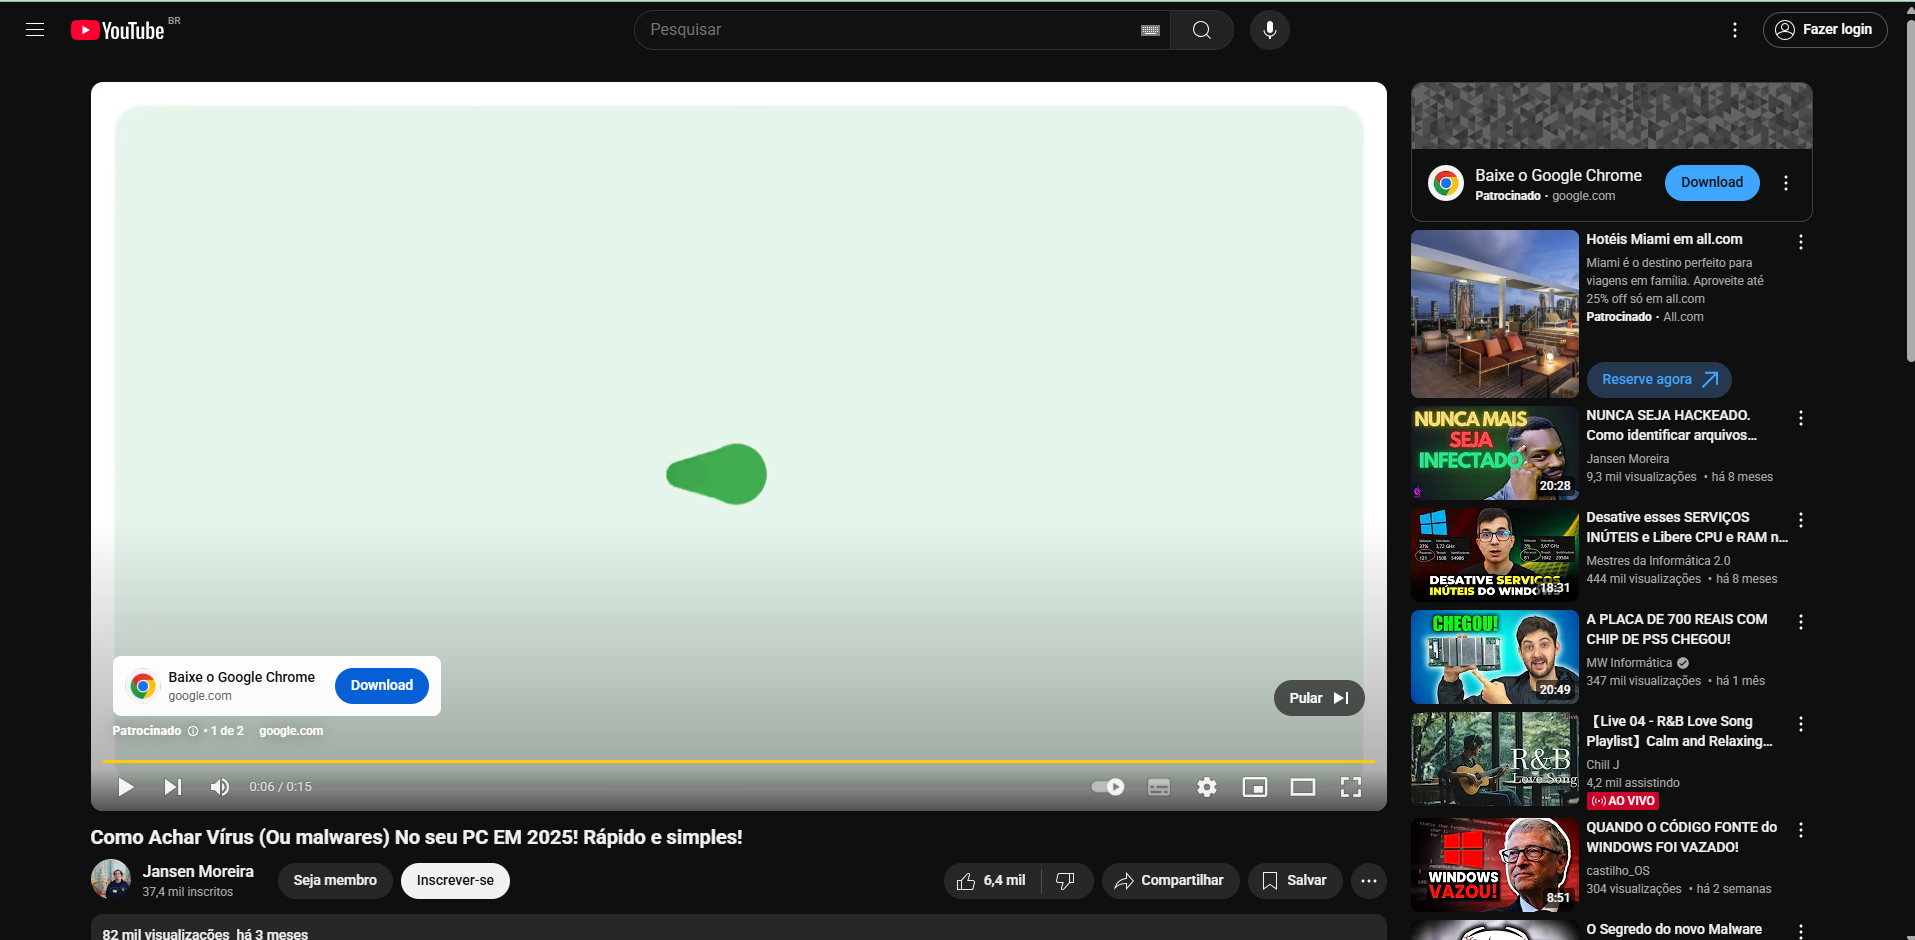 YouTube BR
Pesquisar
Fazer login
Baixe o Google Chrome
google.com
Download
Pular
Patrocinado • 1 de 2 google.com
0:06 / 0:15
Como Achar Vírus (Ou malwares) No seu PC EM 2025! Rápido e simples!
Jansen Moreira
37,4 mil inscritos
Seja membro
Inscrever-se
6,4 mil
Compartilhar
Salvar
82 mil visualizações há 3 meses
Baixe o Google Chrome
Patrocinado • google.com
Download
Hotéis Miami em all.com
Miami é o destino perfeito para
viagens em família. Aproveite até
25% off só em all.com
Patrocinado • All.com
Reserve agora
NUNCA MAIS
SEJA
INFECTADO
20:28
NUNCA SEJA HACKEADO.
Como identificar arquivos...
Jansen Moreira
9,3 mil visualizações • há 8 meses
DESATIVE SERVIÇOS
INÚTEIS DO WINDOWS
18:31
Desative esses SERVIÇOS
INÚTEIS e Libere CPU e RAM n...
Mestres da Informática 2.0
444 mil visualizações • há 8 meses
CHEGOU!
20:49
A PLACA DE 700 REAIS COM
CHIP DE PS5 CHEGOU!
MW Informática
347 mil visualizações • há 1 mês
R&B
Love Song
【Live 04 - R&B Love Song
Playlist】Calm and Relaxing...
Chill J
4,2 mil assistindo
AO VIVO
WINDOWS
VAZOU!
8:51
QUANDO O CÓDIGO FONTE do
WINDOWS FOI VAZADO!
castilho_OS
304 visualizações • há 2 semanas
O Segredo do novo Malware